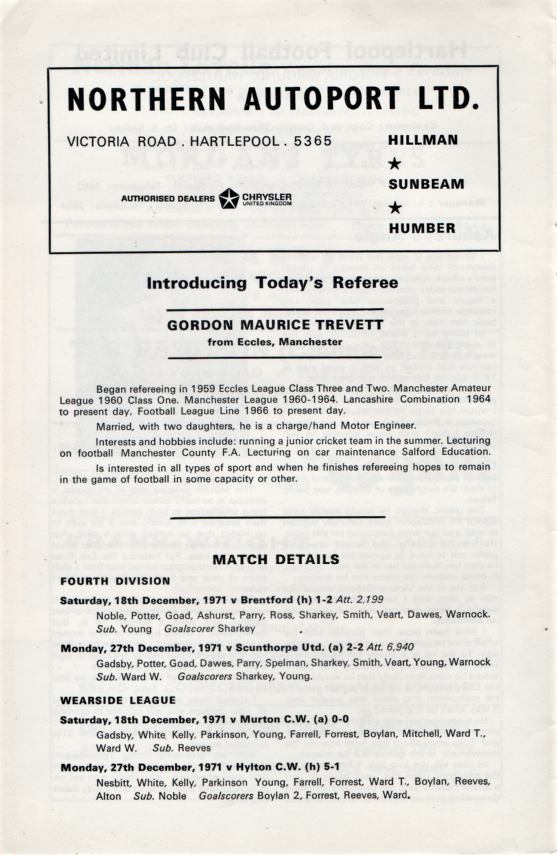 NORTHERN AUTOPORT LTD.
VICTORIA ROAD . HARTLEPOOL . 5365
HILLMAN
★
SUNBEAM
★
HUMBER
AUTHORISED DEALERS CHRYSLER
UNITED KINGDOM
Introducing Today's Referee
GORDON MAURICE TREVETT
from Eccles, Manchester
Began refereeing in 1959 Eccles League Class Three and Two. Manchester Amateur
League 1960 Class One. Manchester League 1960-1964. Lancashire Combination 1964
to present day. Football League Line 1966 to present day.
Married, with two daughters, he is a charge/hand Motor Engineer.
Interests and hobbies include: running a junior cricket team in the summer. Lecturing
on football Manchester County F.A. Lecturing on car maintenance Salford Education.
Is interested in all types of sport and when he finishes refereeing hopes to remain
in the game of football in some capacity or other.
MATCH DETAILS
FOURTH DIVISION
Saturday, 18th December, 1971 v Brentford (h) 1-2 Att. 2,199
Noble, Potter, Goad, Ashurst, Parry, Ross, Sharkey, Smith, Veart, Dawes, Warnock.
Sub. Young Goalscorer Sharkey
Monday, 27th December, 1971 v Scunthorpe Utd. (a) 2-2 Att. 6,940
Gadsby, Potter, Goad, Dawes, Parry, Spelman, Sharkey, Smith, Veart, Young, Warnock
Sub. Ward W. Goalscorers Sharkey, Young.
WEARSIDE LEAGUE
Saturday, 18th December, 1971 v Murton C.W. (a) 0-0
Gadsby, White, Kelly, Parkinson, Young, Farrell, Forrest, Boylan, Mitchell, Ward T.,
Ward W. Sub. Reeves
Monday, 27th December, 1971 v Hylton C.W. (h) 5-1
Nesbitt, White, Kelly, Parkinson Young, Farrell, Forrest, Ward T., Boylan, Reeves,
Alton Sub. Noble Goalscorers Boylan 2, Forrest, Reeves, Ward.